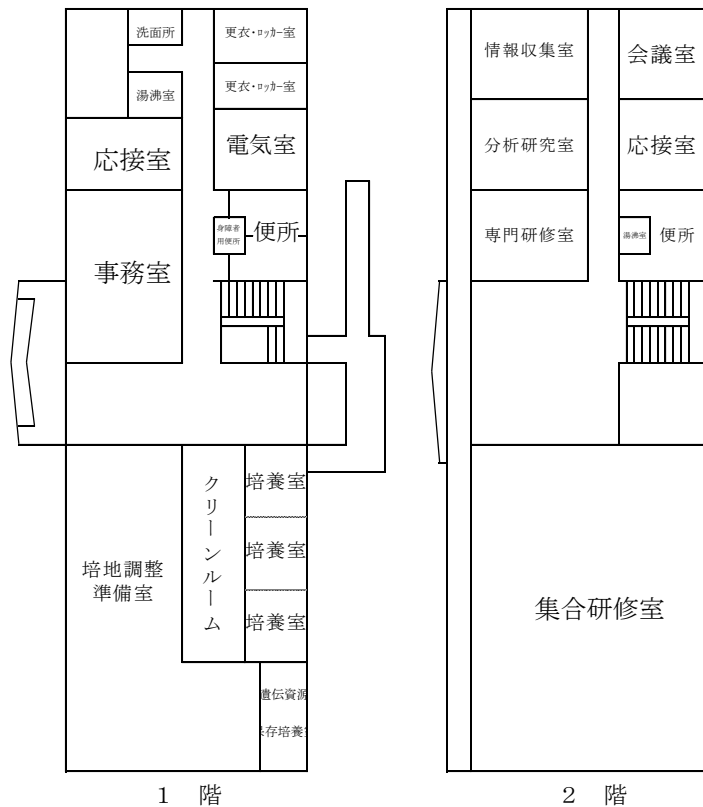 洗面所
更衣・ロッカー室
湯沸室
更衣・ロッカー室
応接室
電気室
身障者
用便所
便所
事務室
クリーンルーム
培養室
培養室
培養室
培地調整
準備室
遺伝資源
保存培養室
1 階
情報収集室
会議室
分析研究室
応接室
専門研修室
湯沸室
便所
集合研修室
2 階